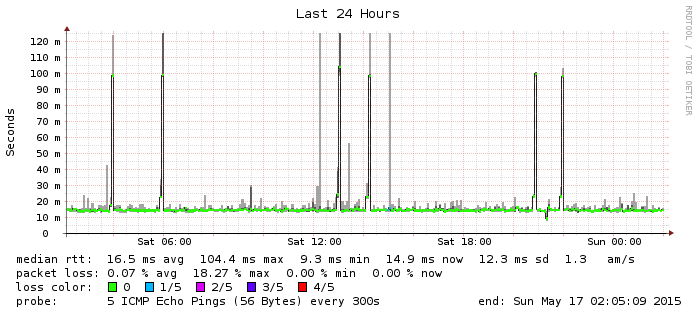 Last 24 Hours
RRDTOOL / TOBI OETIKER
Seconds
120 m
110 m
100 m
90 m
80 m
70 m
60 m
50 m
40 m
30 m
20 m
10 m
0
Sat 06:00 Sat 12:00 Sat 18:00 Sun 00:00
median rtt: 16.5 ms avg 104.4 ms max 9.3 ms min 14.9 ms now 12.3 ms sd 1.3 am/s
packet loss: 0.07 % avg 18.27 % max 0.00 % min 0.00 % now
loss color: 0 1/5 2/5 3/5 4/5
probe: 5 ICMP Echo Pings (56 Bytes) every 300s end: Sun May 17 02:05:09 2015